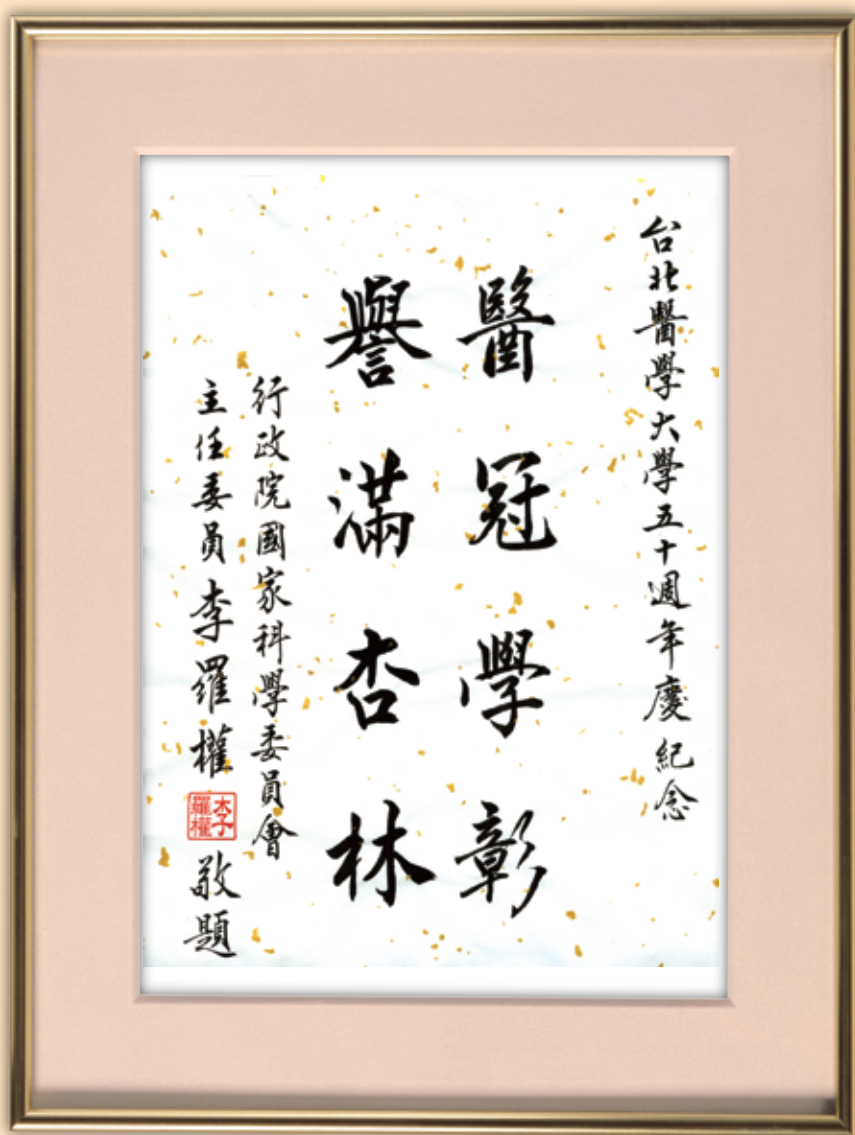 台北醫學大學五十週年慶紀念
醫冠學彰
譽滿杏林
行政院國家科學委員會
主任委員李羅權
李羅權
敬題